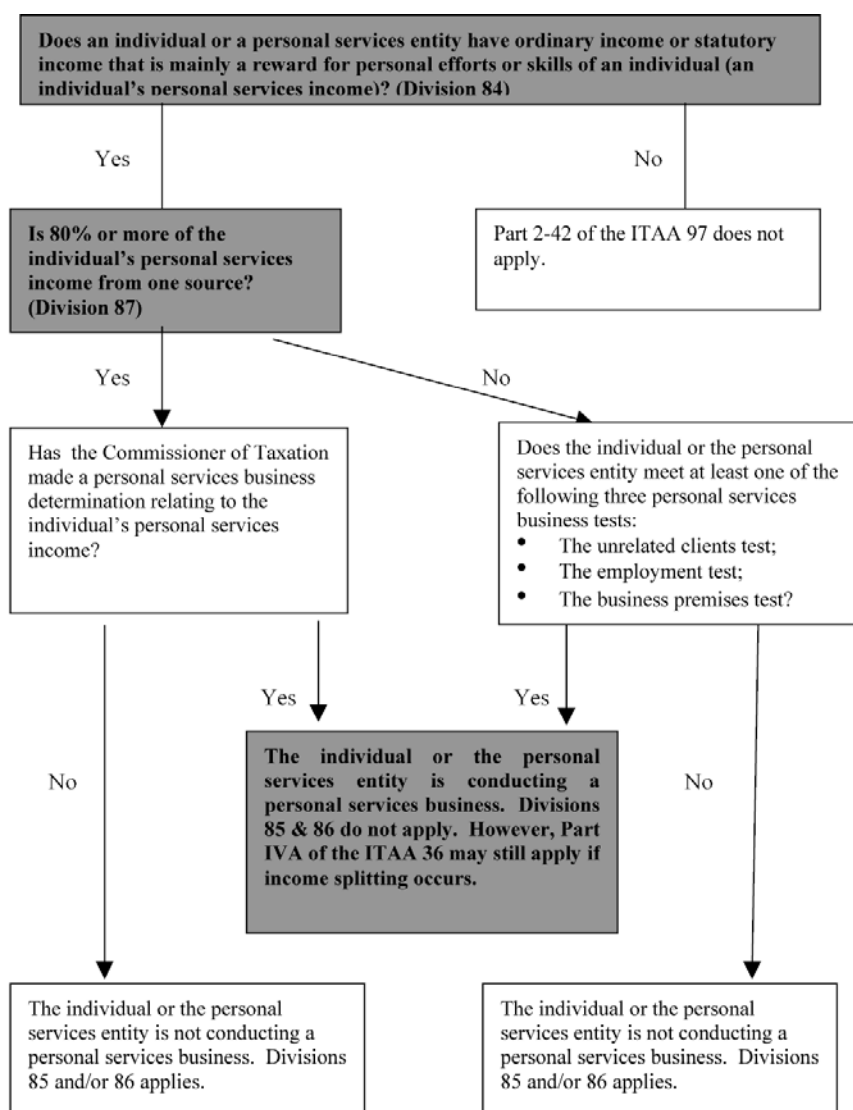 Does an individual or a personal services entity have ordinary income or statutory
income that is mainly a reward for personal efforts or skills of an individual (an
individual's personal services income)? (Division 84)
Yes
No
Is 80% or more of the
individual's personal services
income from one source?
(Division 87)
Part 2-42 of the ITAA 97 does not
apply.
Yes
No
Has the Commissioner of Taxation
made a personal services business
determination relating to the
individual's personal services
income?
Does the individual or the personal
services entity meet at least one of the
following three personal services
business tests:
• The unrelated clients test;
• The employment test;
• The business premises test?
Yes
Yes
No
No
The individual or the personal
services entity is conducting a
personal services business. Divisions
85 & 86 do not apply. However, Part
IVA of the ITAA 36 may still apply if
income splitting occurs.
The individual or the personal
services entity is not conducting a
personal services business. Divisions
85 and/or 86 applies.
The individual or the personal
services entity is not conducting a
personal services business. Divisions
85 and/or 86 applies.